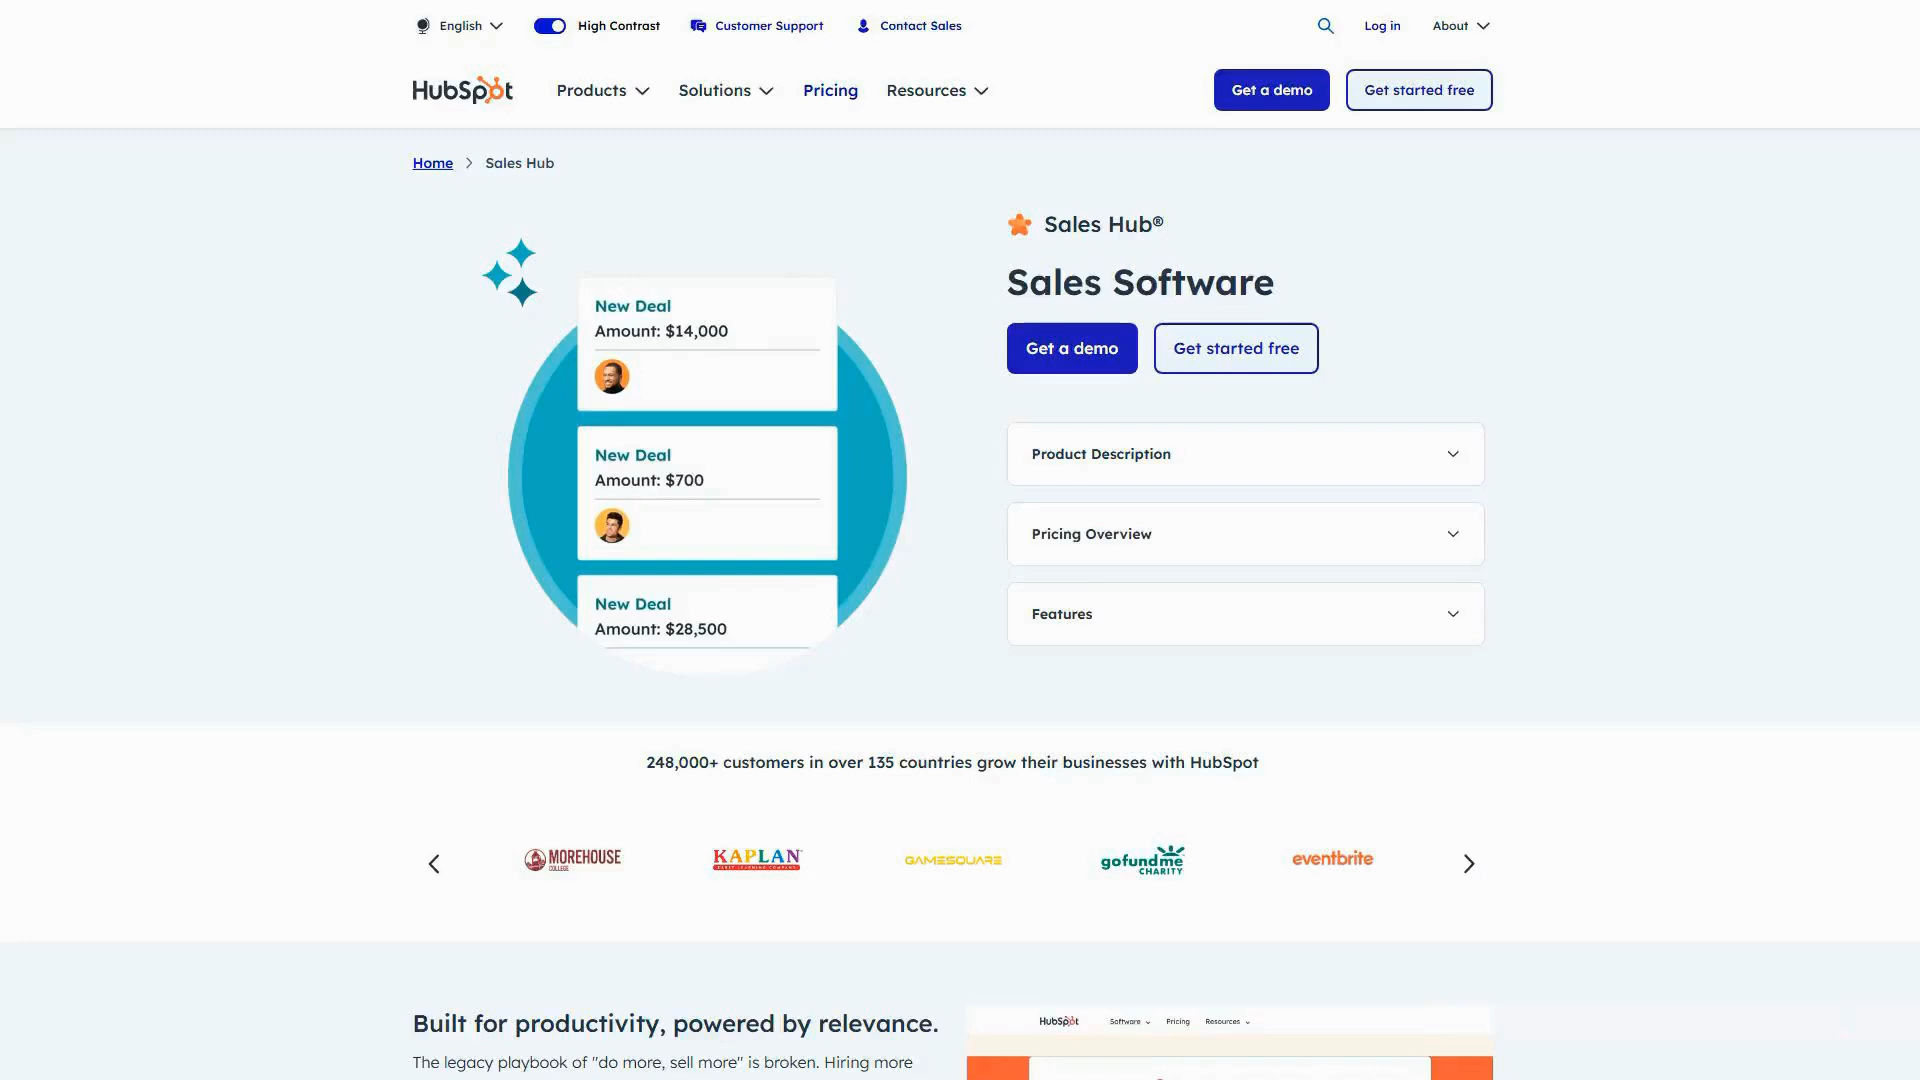 English
High Contrast
Customer Support
Contact Sales
Log in
About
HubSpot
Products
Solutions
Pricing
Resources
Get a demo
Get started free
Home
Sales Hub
Sales Hub®
Sales Software
Get a demo
Get started free
New Deal
Amount: $14,000
New Deal
Amount: $700
New Deal
Amount: $28,500
Product Description
Pricing Overview
Features
248,000+ customers in over 135 countries grow their businesses with HubSpot
MOREHOUSE
COLLEGE
KAPLAN
EARLY LEARNING COMPANY
GAMESQUARE
gofundme
CHARITY
eventbrite
Built for productivity, powered by relevance.
The legacy playbook of "do more, sell more" is broken. Hiring more
HubSpot
Software
Pricing
Resources